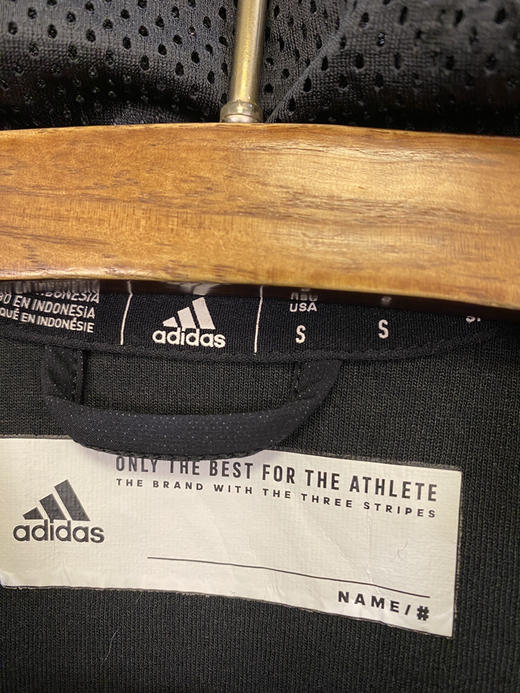 EN INDONESIA
QUÉ EN INDONÉSIE
adidas
USA
S
S
ONLY THE BEST FOR THE ATHLETE
THE BRAND WITH THE THREE STRIPES
adidas
NAME/#